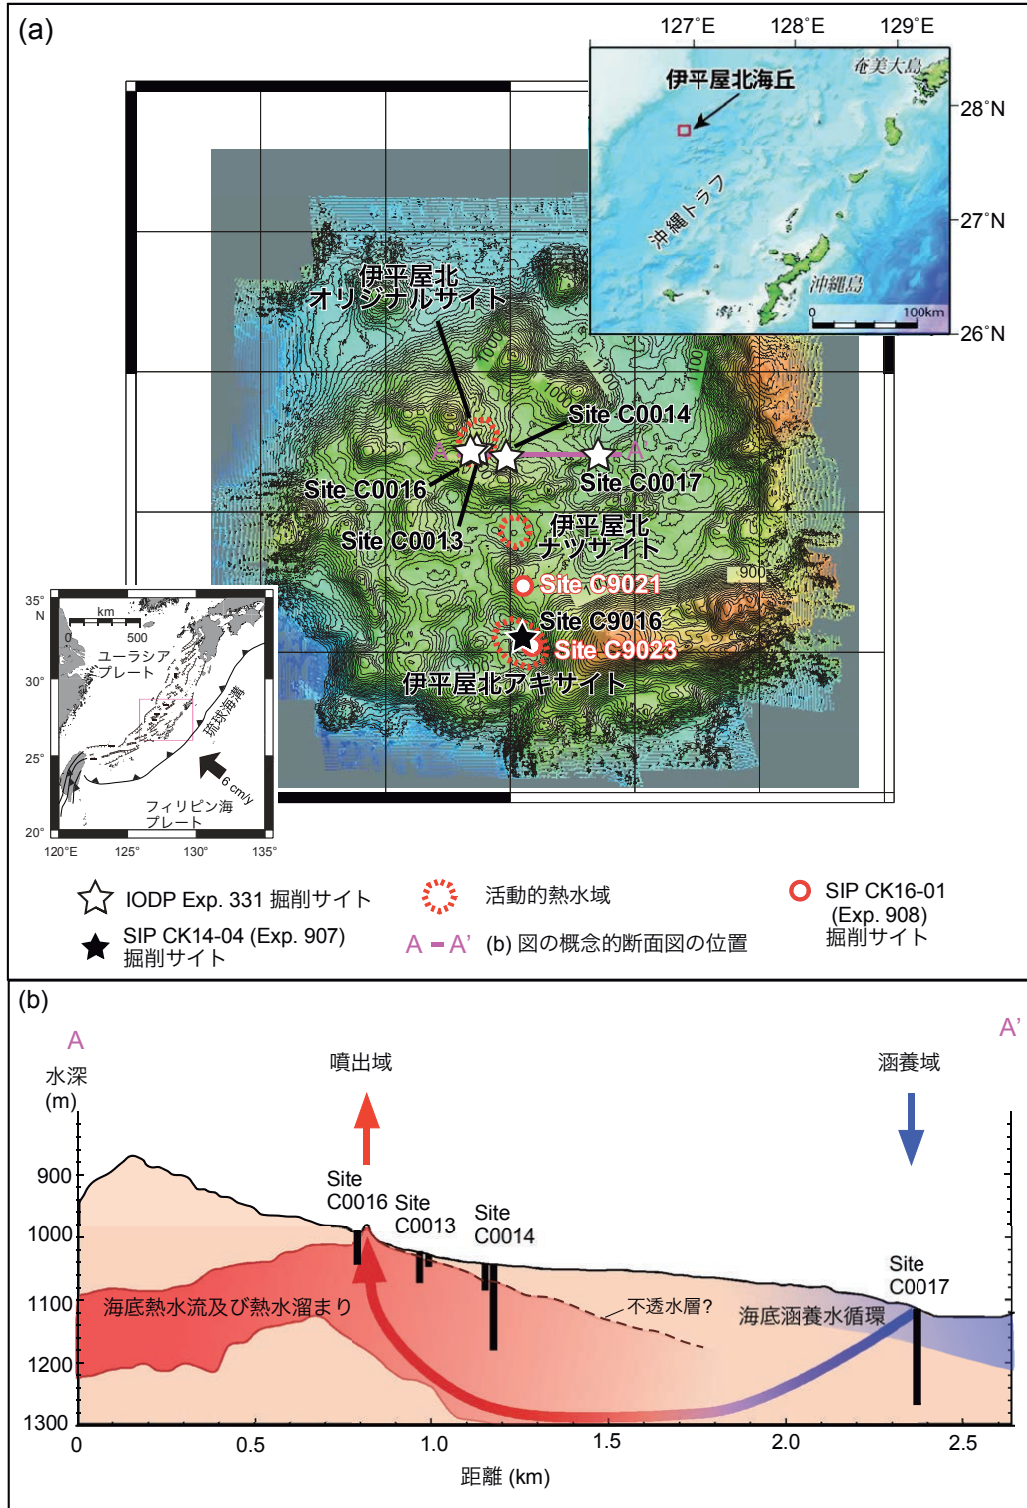 (a)
127°E
128°E
129°E
伊平屋北海丘
奄美大島
28°N
沖縄トラフ
27°N
沖縄島
0
100km
26°N
伊平屋北
オリジナルサイト
1000
1000
1100
Site C0014
A
A'
Site C0016
Site C0017
Site C0013
伊平屋北
ナツサイト
900
Site C9021
Site C9016
Site C9023
伊平屋北アキサイト
35°
N
km
0
500
ユーラシア
プレート
30°
琉球海溝
25°
6 cm/y
フィリピン海
プレート
20°
120°E
125°
130°
135°
IODP Exp. 331 掘削サイト
活動的熱水域
SIP CK16-01
(Exp. 908)
掘削サイト
SIP CK14-04 (Exp. 907)
掘削サイト
A - A' (b) 図の概念的断面図の位置
(b)
A
A'
水深
(m)
噴出域
涵養域
900
1000
1100
1200
1300
Site
C0016
Site
C0013
Site
C0014
Site
C0017
海底熱水流及び熱水溜まり
不透水層?
海底涵養水循環
0
0.5
1.0
1.5
2.0
2.5
距離 (km)